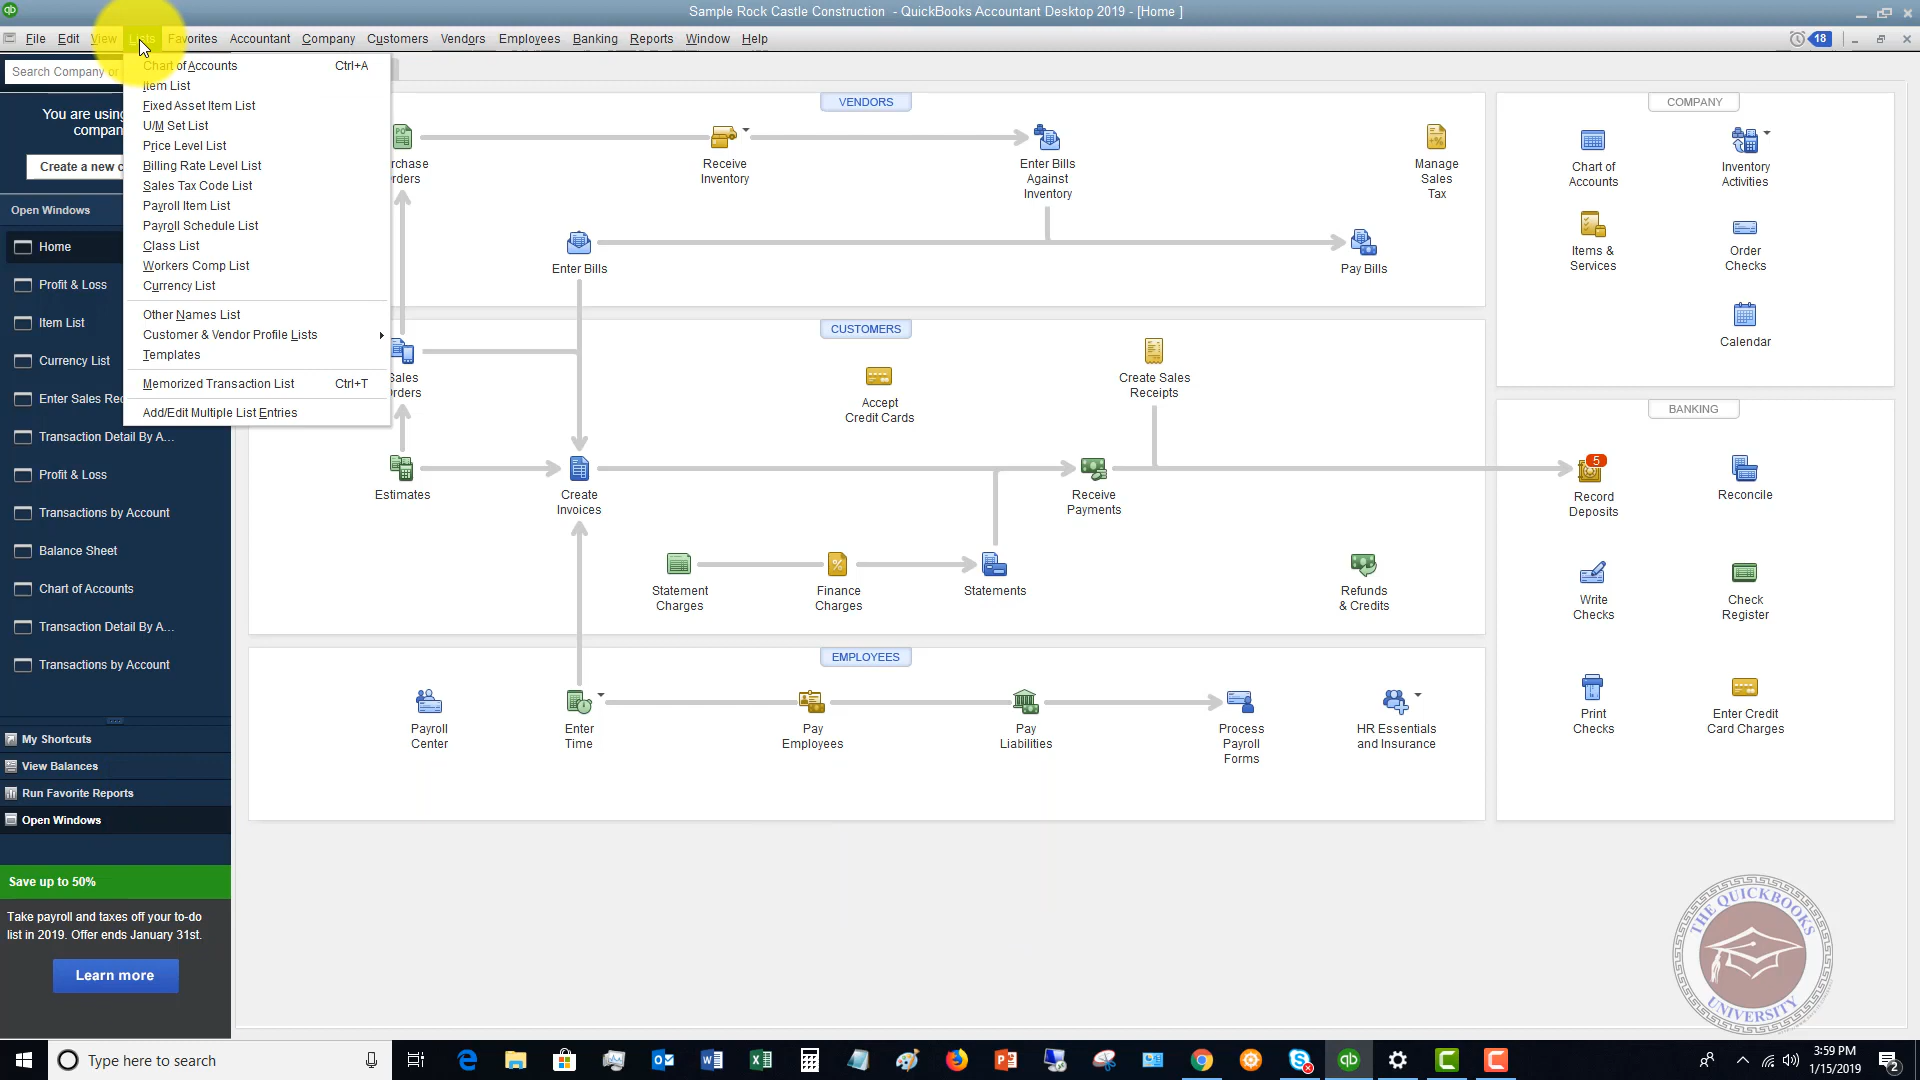 Sample Rock Castle Construction - QuickBooks Accountant Desktop 2019 - [Home ]
File Edit View Lists Favorites Accountant Company Customers Vendors Employees Banking Reports Window Help
18
Search Company or
Chart of Accounts Ctrl+A
Item List
Fixed Asset Item List
U/M Set List
Price Level List
Billing Rate Level List
Sales Tax Code List
Payroll Item List
Payroll Schedule List
Class List
Workers Comp List
Currency List
Other Names List
Customer & Vendor Profile Lists
Templates
Memorized Transaction List Ctrl+T
Add/Edit Multiple List Entries
You are using
company
Create a new c
Open Windows
Home
Profit & Loss
Item List
Currency List
Enter Sales Rec
Transaction Detail By A...
Profit & Loss
Transactions by Account
Balance Sheet
Chart of Accounts
Transaction Detail By A...
Transactions by Account
My Shortcuts
View Balances
Run Favorite Reports
Open Windows
Save up to 50%
Take payroll and taxes off your to-do
list in 2019. Offer ends January 31st.
Learn more
VENDORS
Receive
Inventory
Enter Bills
Against
Inventory
Manage
Sales
Tax
Enter Bills
Pay Bills
CUSTOMERS
Accept
Credit Cards
Create Sales
Receipts
Estimates
Create
Invoices
Receive
Payments
Statement
Charges
Finance
Charges
Statements
Refunds
& Credits
EMPLOYEES
Payroll
Center
Enter
Time
Pay
Employees
Pay
Liabilities
Process
Payroll
Forms
HR Essentials
and Insurance
COMPANY
Chart of
Accounts
Inventory
Activities
Items &
Services
Order
Checks
Calendar
BANKING
5
Record
Deposits
Reconcile
Write
Checks
Check
Register
Print
Checks
Enter Credit
Card Charges
THE QUICKBOOKS
UNIVERSITY
Type here to search
3:59 PM
1/15/2019
2